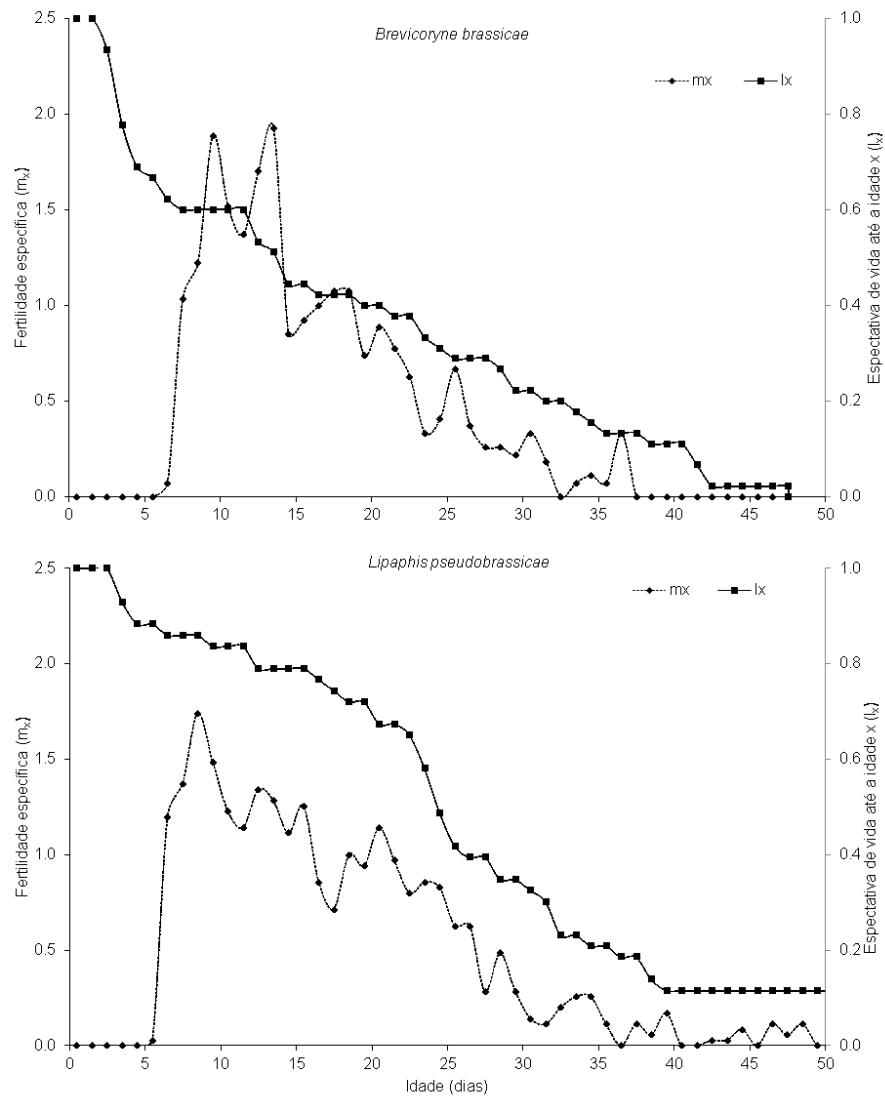 Brevicoryne brassicae
mx lx
Fertilidade específica (mx)
2.5
2.0
1.5
1.0
0.5
0.0
Espectativa de vida até a idade x (lx)
1.0
0.8
0.6
0.4
0.2
0.0
0 5 10 15 20 25 30 35 40 45 50
Lipaphis pseudobrassicae
mx lx
Fertilidade específica (mx)
2.5
2.0
1.5
1.0
0.5
0.0
Espectativa de vida até a idade x (lx)
1.0
0.8
0.6
0.4
0.2
0.0
0 5 10 15 20 25 30 35 40 45 50
Idade (dias)